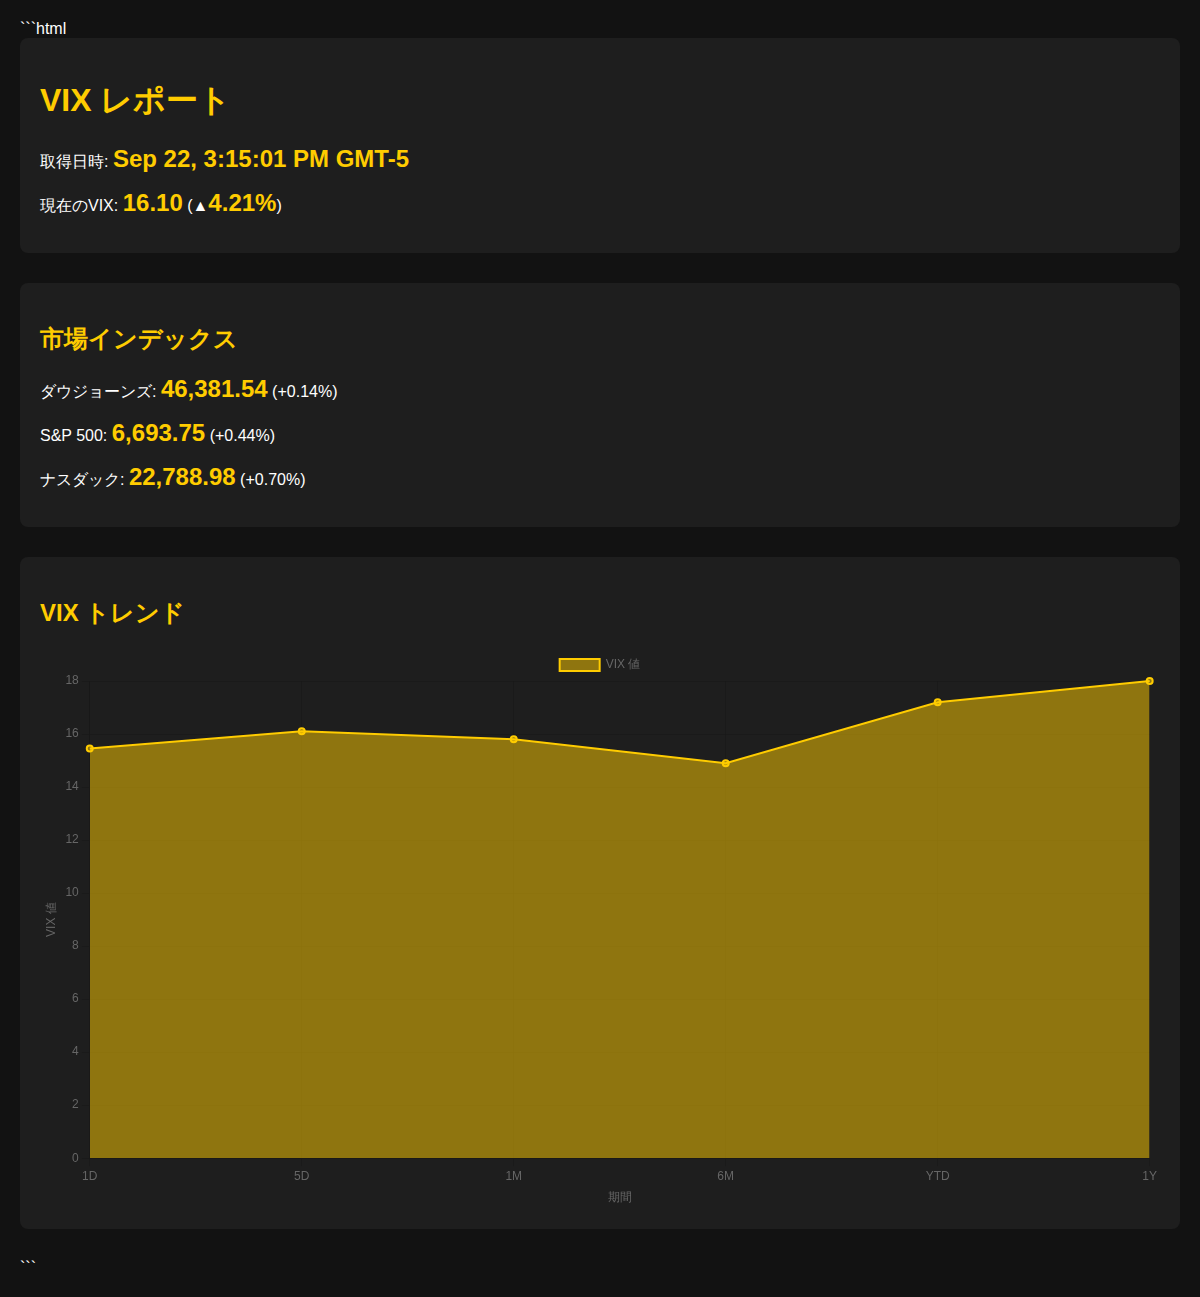 ```html
VIX レポート
取得日時: Sep 22, 3:15:01 PM GMT-5
現在のVIX: 16.10 (▲4.21%)
市場インデックス
ダウジョーンズ: 46,381.54 (+0.14%)
S&P 500: 6,693.75 (+0.44%)
ナスダック: 22,788.98 (+0.70%)
VIX トレンド
VIX 値
18
16
14
12
10
8
6
4
2
0
VIX 値
1D 5D 1M 6M YTD 1Y
期間
```